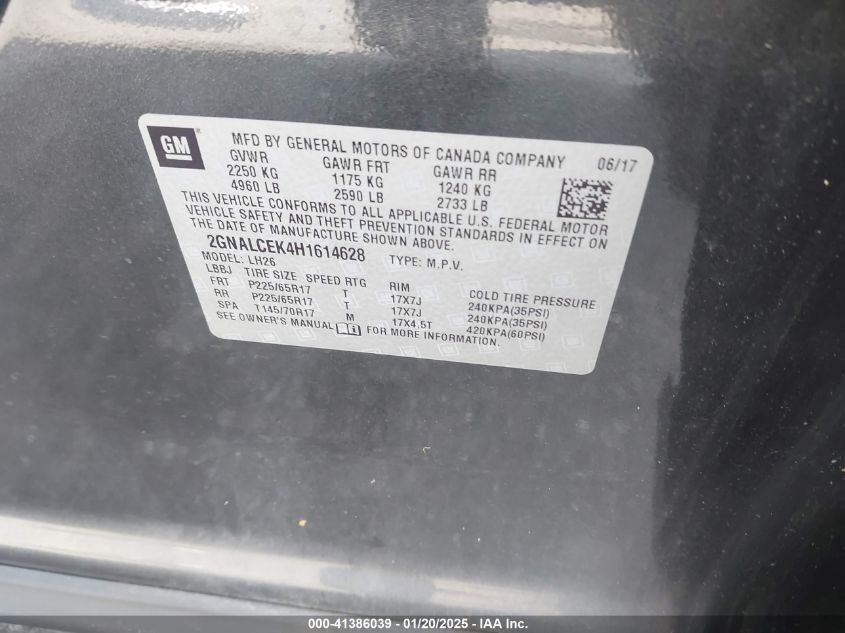 GM®
MFD BY GENERAL MOTORS OF CANADA COMPANY 06/17
GVWR GAWR FRT GAWR RR
2250 KG 1175 KG 1240 KG
4960 LB 2590 LB 2733 LB
THIS VEHICLE CONFORMS TO ALL APPLICABLE U.S. FEDERAL MOTOR
VEHICLE SAFETY AND THEFT PREVENTION STANDARDS IN EFFECT ON
THE DATE OF MANUFACTURE SHOWN ABOVE.
2GNALCEK4H1614628 TYPE: M.P.V.
MODEL: LH26
LBBJ TIRE SIZE SPEED RTG RIM COLD TIRE PRESSURE
FRT P225/65R17 T 17X7J 240KPA(35PSI)
RR P225/65R17 T 17X7J 240KPA(35PSI)
SPA T145/70R17 M 17X4.5T 420KPA(60PSI)
SEE OWNER'S MANUAL FOR MORE INFORMATION.
000-41386039 - 01/20/2025 - © IAA Inc.